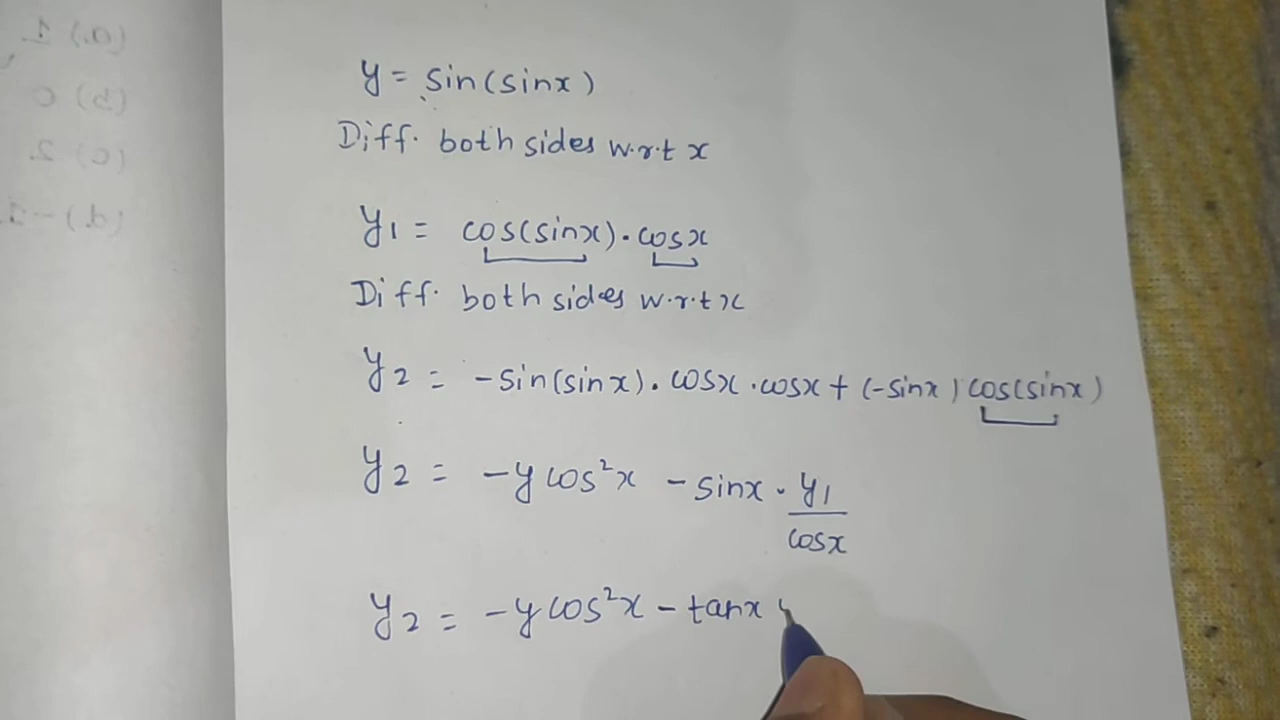 y = sin(sinx)
Diff. both sides w.r.t x
y1 = cos(sinx).cosx
Diff. both sides w.r.t x
y2 = -sin(sinx).cosx.cosx + (-sinx) cos(sinx)
y2 = -y cos²x - sinx . y1/cosx
y2 = -y cos²x - tanx